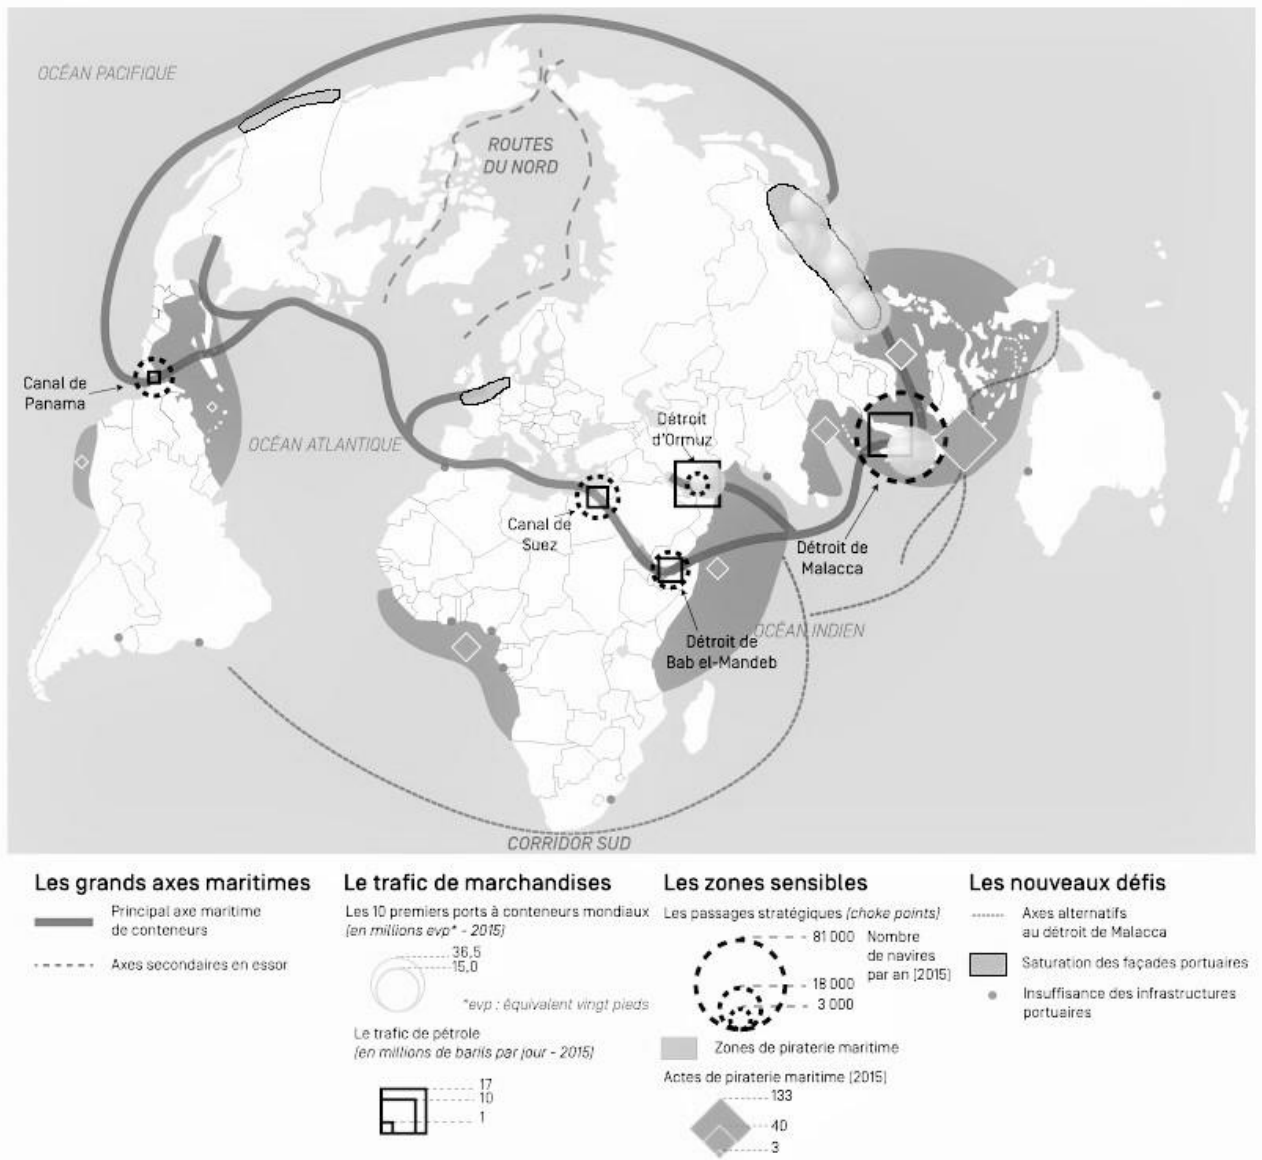 OCÉAN PACIFIQUE
ROUTES
DU NORD
Canal de
Panama
OCÉAN ATLANTIQUE
Détroit
d'Ormuz
Canal de
Suez
Détroit de
Malacca
OCÉAN INDIEN
Détroit de
Bab el-Mandeb
CORRIDOR SUD
Les grands axes maritimes
Principal axe maritime
de conteneurs
Axes secondaires en essor
Le trafic de marchandises
Les 10 premiers ports à conteneurs mondiaux
(en millions evp* - 2015)
36,5
15,0
*evp : équivalent vingt pieds
Le trafic de pétrole
(en millions de barils par jour - 2015)
17
10
1
Les zones sensibles
Les passages stratégiques (choke points)
81 000
Nombre
de navires
par an (2015)
18 000
3 000
Zones de piraterie maritime
Actes de piraterie maritime (2015)
133
40
3
Les nouveaux défis
Axes alternatifs
au détroit de Malacca
Saturation des façades portuaires
Insuffisance des infrastructures
portuaires